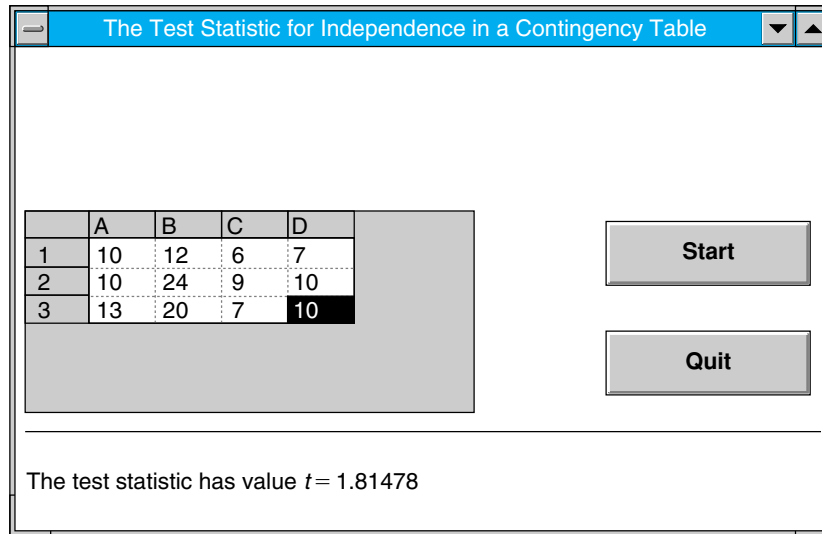 The Test Statistic for Independence in a Contingency Table
A B C D
1 10 12 6 7
2 10 24 9 10
3 13 20 7 10
Start
Quit
The test statistic has value t = 1.81478